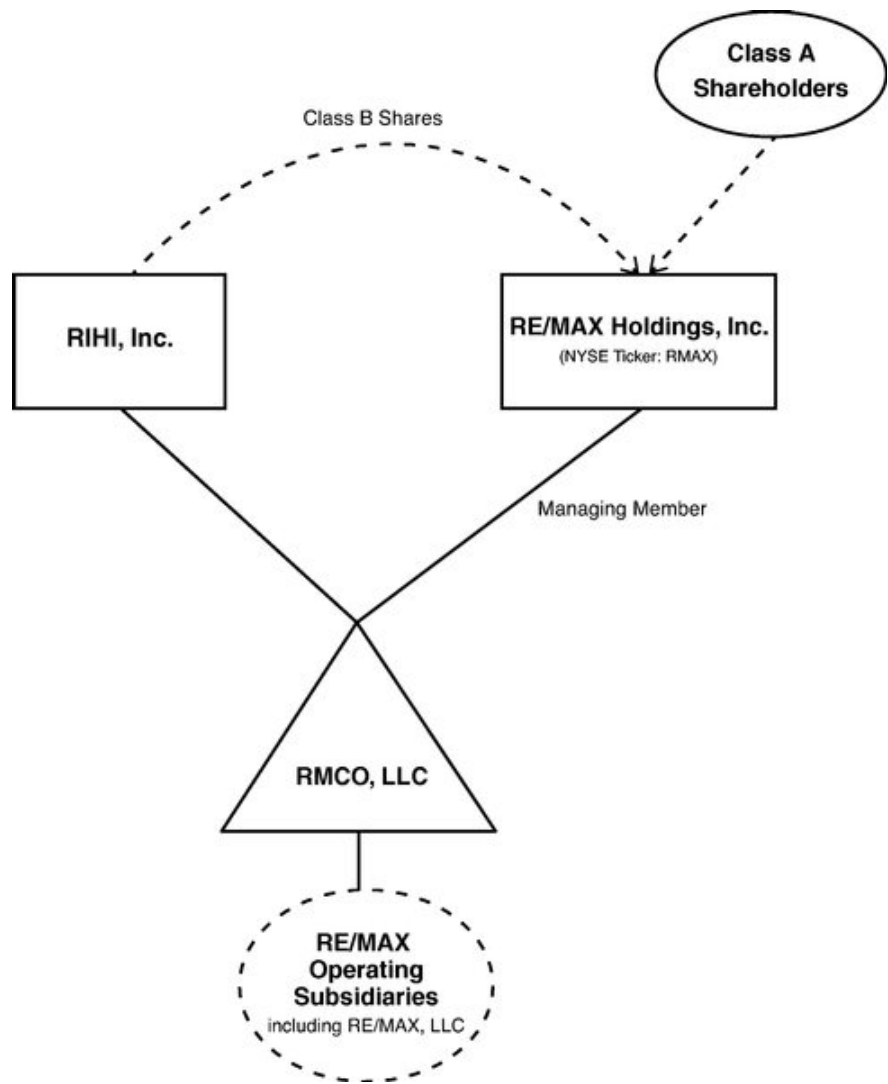 Class A
Shareholders
Class B Shares
RIHI, Inc.
RE/MAX Holdings, Inc.
(NYSE Ticker: RMAX)
Managing Member
RMCO, LLC
RE/MAX
Operating
Subsidiaries
including RE/MAX, LLC